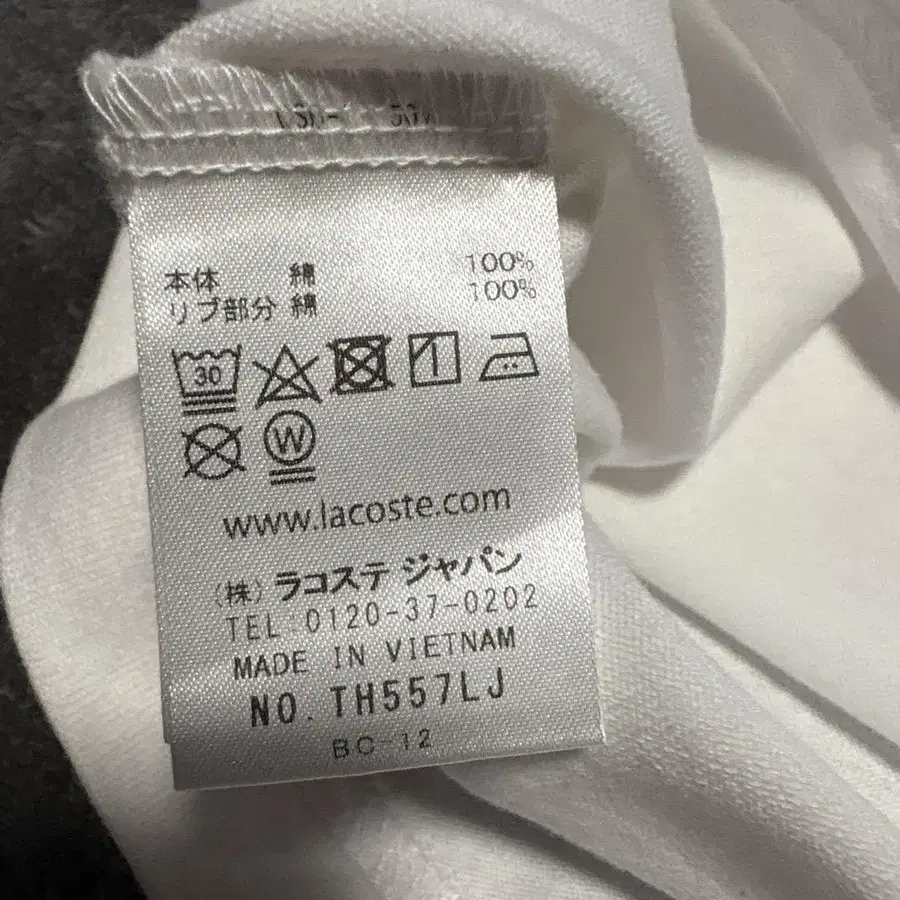 本体 綿 100%
リブ部分 綿 100%
30
W
www.lacoste.com
(株) ラコステ ジャパン
TEL:0120-37-0202
MADE IN VIETNAM
NO. TH557LJ
BC-12